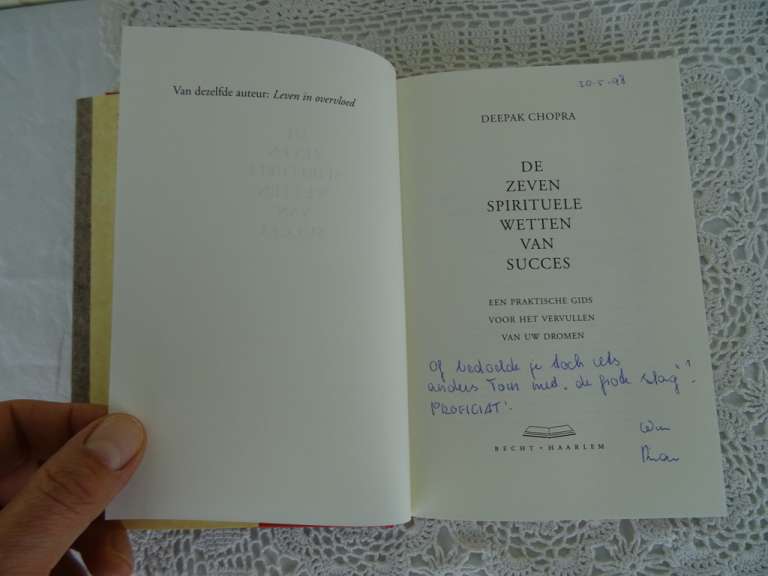 Van dezelfde auteur: Leven in overvloed
30-5-98
DEEPAK CHOPRA
DE
ZEVEN
SPIRITUELE
WETTEN
VAN
SUCCES
EEN PRAKTISCHE GIDS
VOOR HET VERVULLEN
VAN UW DROMEN
Of bedoelde je toch iets
anders Tom met "de grote slag"!
PROFICIAT!
Wim
BECHT • HAARLEM